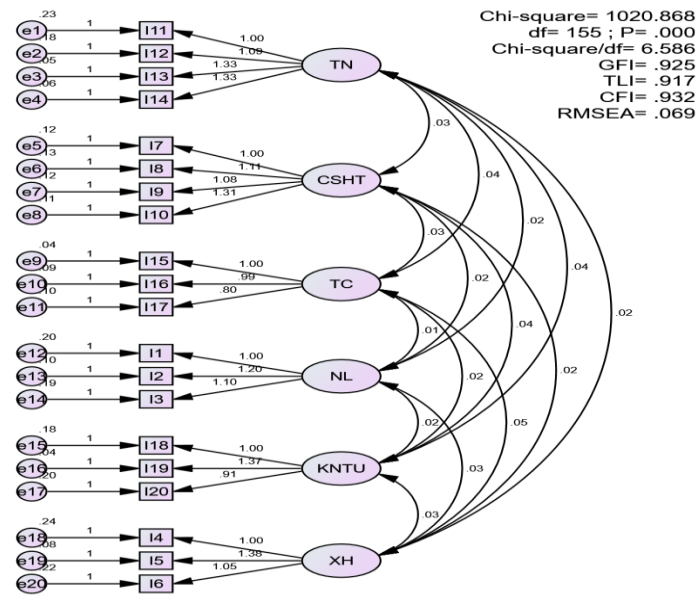 Chi-square= 1020.868
df= 155 ; P= .000
Chi-square/df= 6.586
GFI= .925
TLI= .917
CFI= .932
RMSEA= .069
.23
e1 1 I11 1.00
.18
e2 1 I12 1.09
.05
e3 1 I13 1.33
.06
e4 1 I14 1.33
TN
.12
e5 1 I7 1.00
.13
e6 1 I8 1.11
.12
e7 1 I9 1.08
.11
e8 1 I10 1.31
CSHT
.04
e9 1 I15 1.00
.09
e10 1 I16 .99
.10
e11 1 I17 .80
TC
.20
e12 1 I1 1.00
.10
e13 1 I2 1.20
.19
e14 1 I3 1.10
NL
.18
e15 1 I18 1.00
.04
e16 1 I19 1.37
.20
e17 1 I20 .91
KNTU
.24
e18 1 I4 1.00
.08
e19 1 I5 1.38
.22
e20 1 I6 1.05
XH
.03
.04
.02
.04
.02
.03
.02
.04
.02
.01
.02
.05
.02
.03
.03